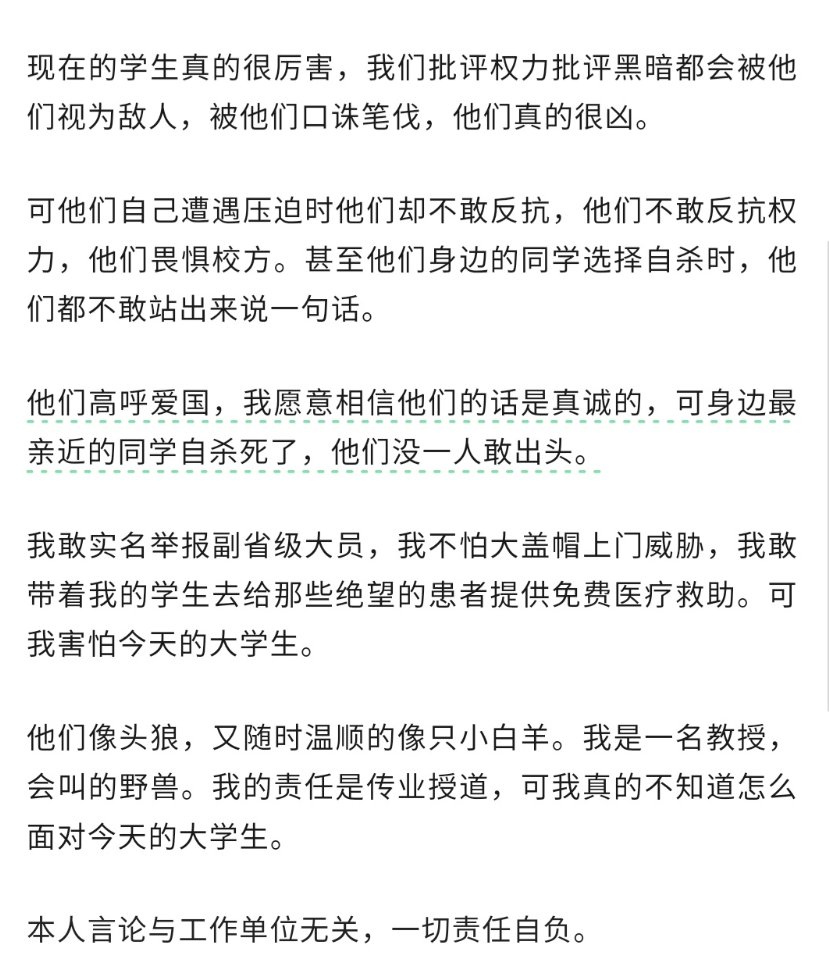 现在的学生真的很厉害，我们批评权力批评黑暗都会被他
们视为敌人，被他们口诛笔伐，他们真的很凶。
可他们自己遭遇压迫时他们却不敢反抗，他们不敢反抗权
力，他们畏惧校方。甚至他们身边的同学选择自杀时，他
们都不敢站出来说一句话。
他们高呼爱国，我愿意相信他们的话是真诚的，可身边最
亲近的同学自杀死了，他们没一人敢出头。
我敢实名举报副省级大员，我不怕大盖帽上门威胁，我敢
带着我的学生去给那些绝望的患者提供免费医疗救助。可
我害怕今天的大学生。
他们像头狼，又随时温顺的像只小白羊。我是一名教授，
会叫的野兽。我的责任是传业授道，可我真的不知道怎么
面对今天的大学生。
本人言论与工作单位无关，一切责任自负。